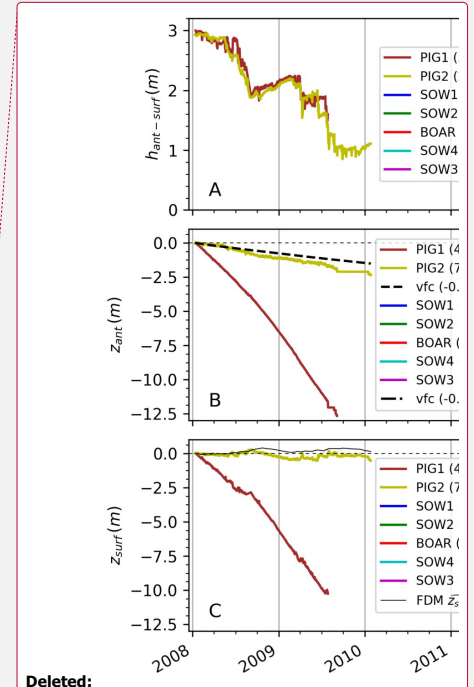 3
2
1
0
h_ant−surf (m)
A
PIG1 (
PIG2 (
SOW1
SOW2
BOAR
SOW4
SOW3
0.0
−2.5
−5.0
−7.5
−10.0
−12.5
z_ant (m)
B
PIG1 (4
PIG2 (7
vfc (-0.
SOW1
SOW2
BOAR (
SOW4
SOW3
vfc (-0.
0.0
−2.5
−5.0
−7.5
−10.0
−12.5
z_surf (m)
C
PIG1 (4
PIG2 (7
SOW1
SOW2
BOAR (
SOW4
SOW3
FDM z_s
2008
2009
2010
2011
Deleted: